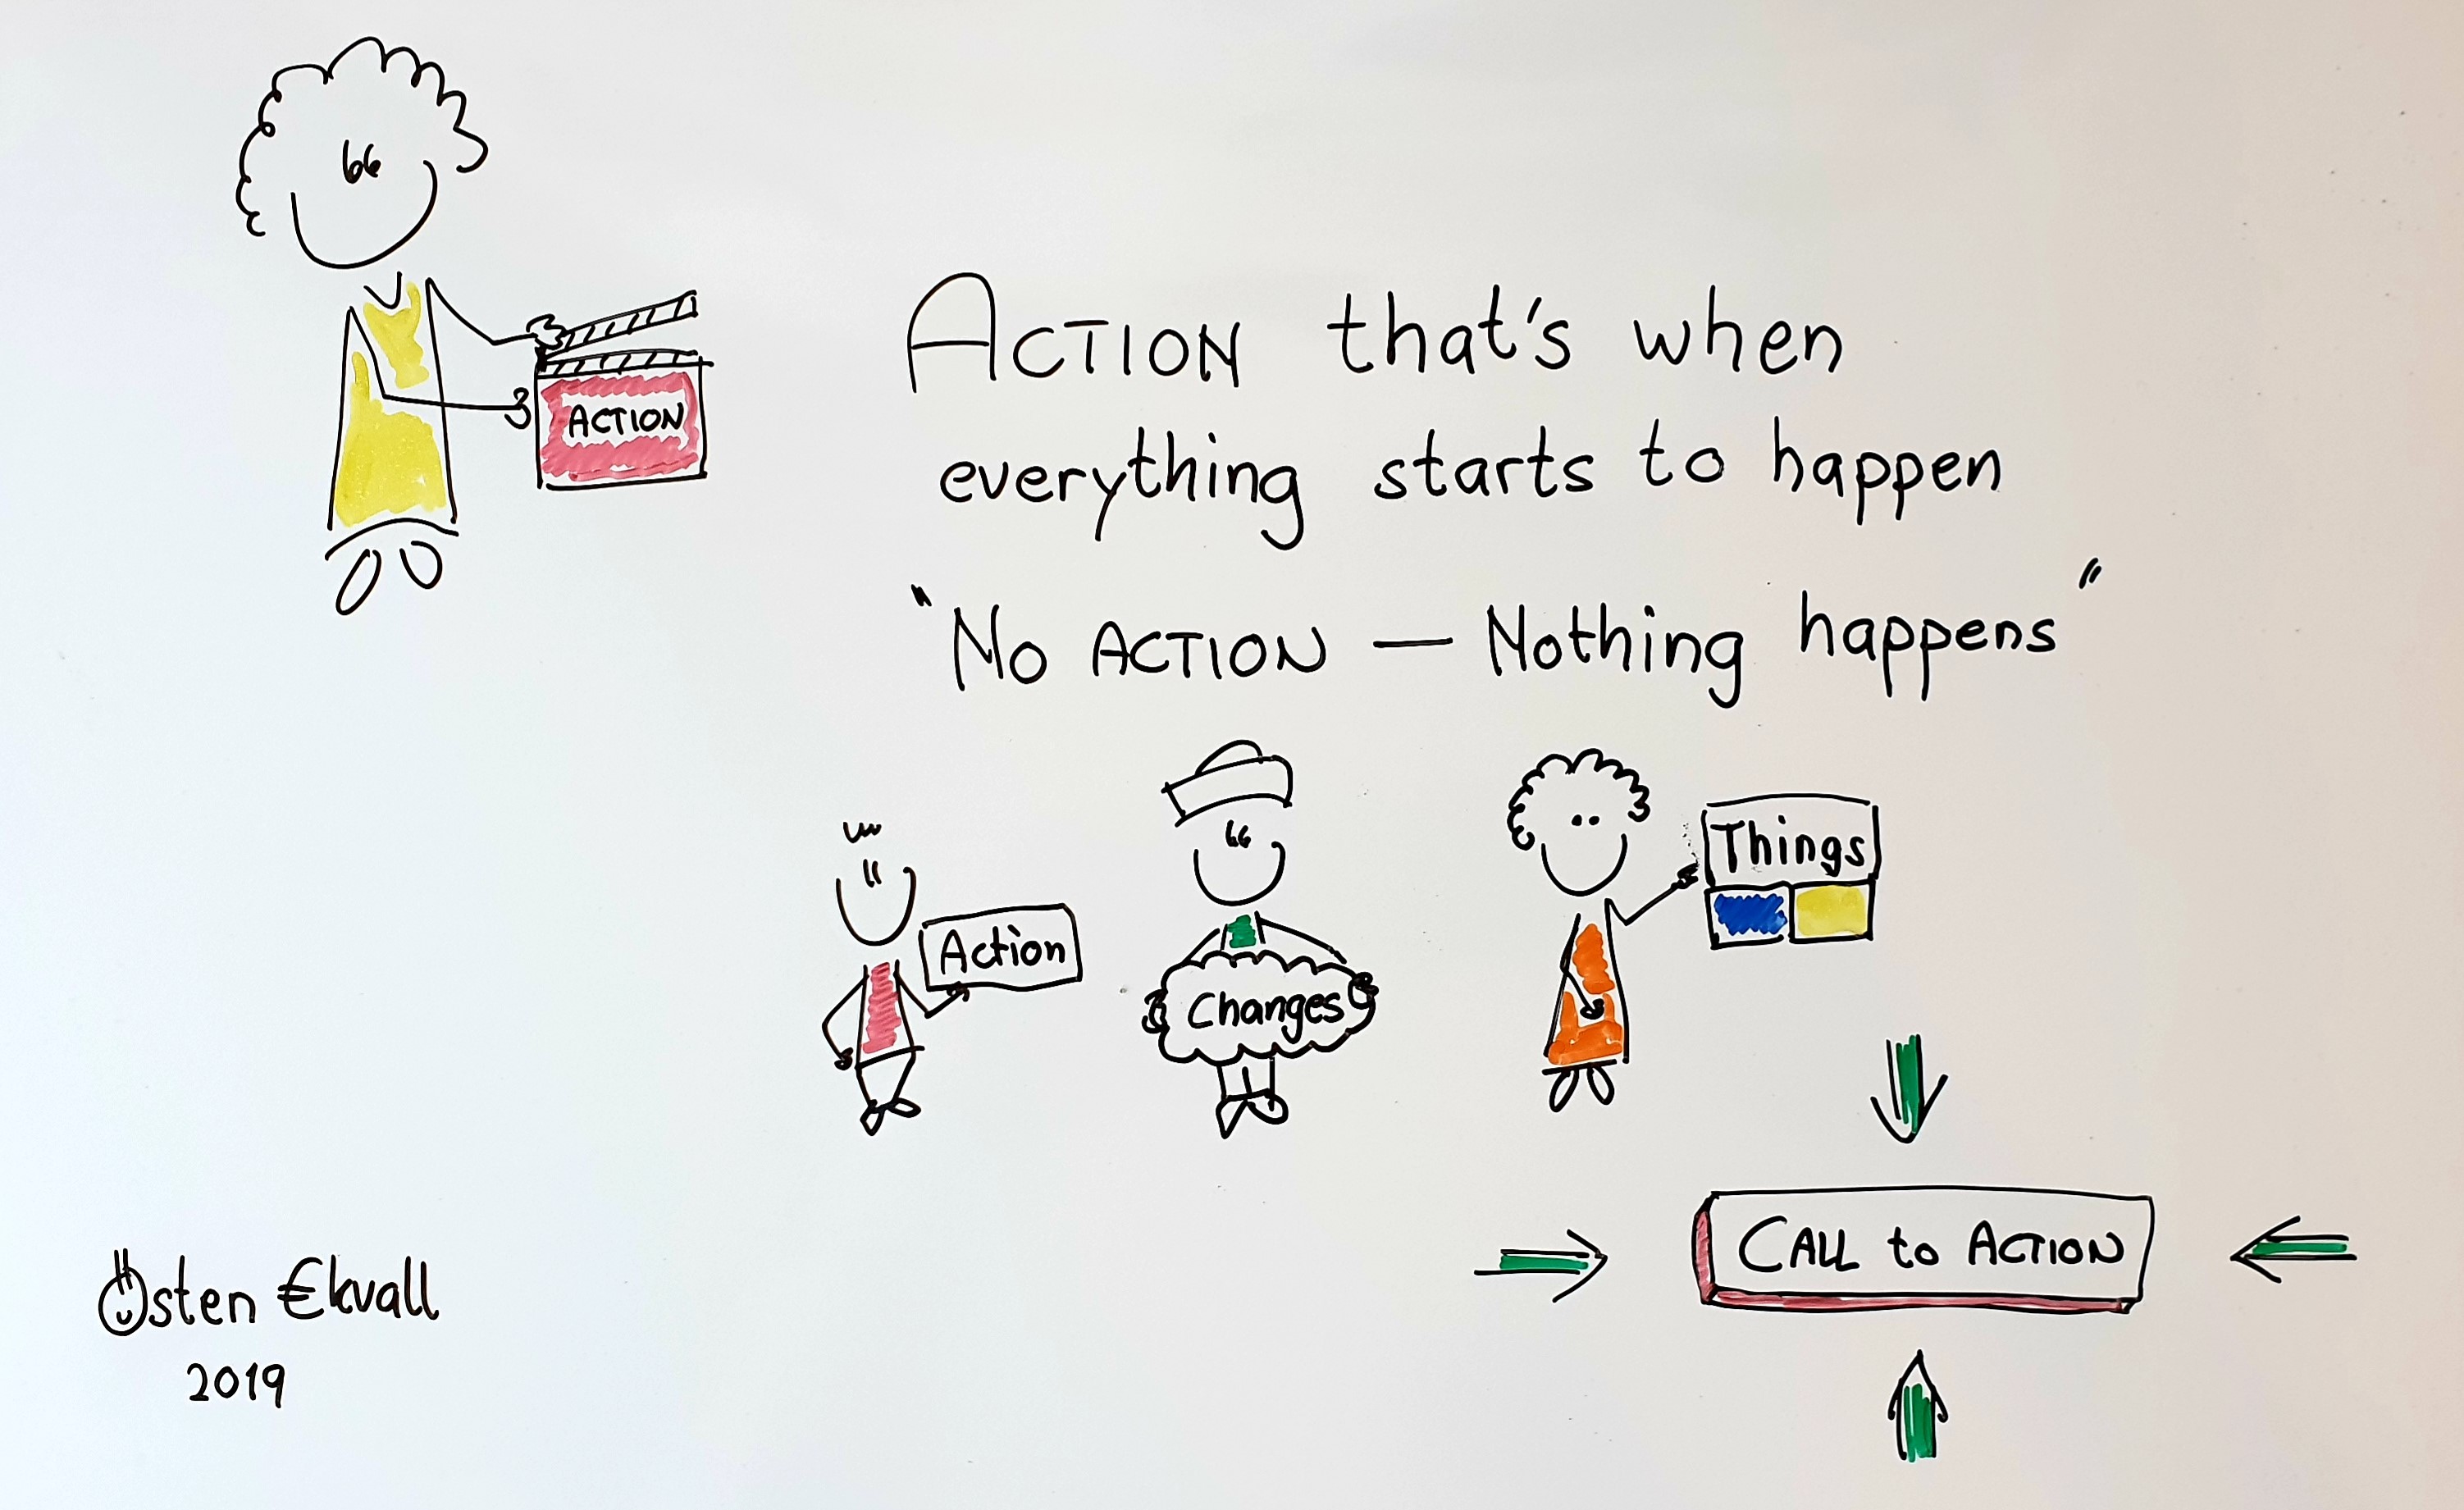 ACTION
ACTION that's when
everything starts to happen
"No ACTION — Nothing happens"
Action
Changes
Things
CALL to ACTION
Östen €kvall
2019